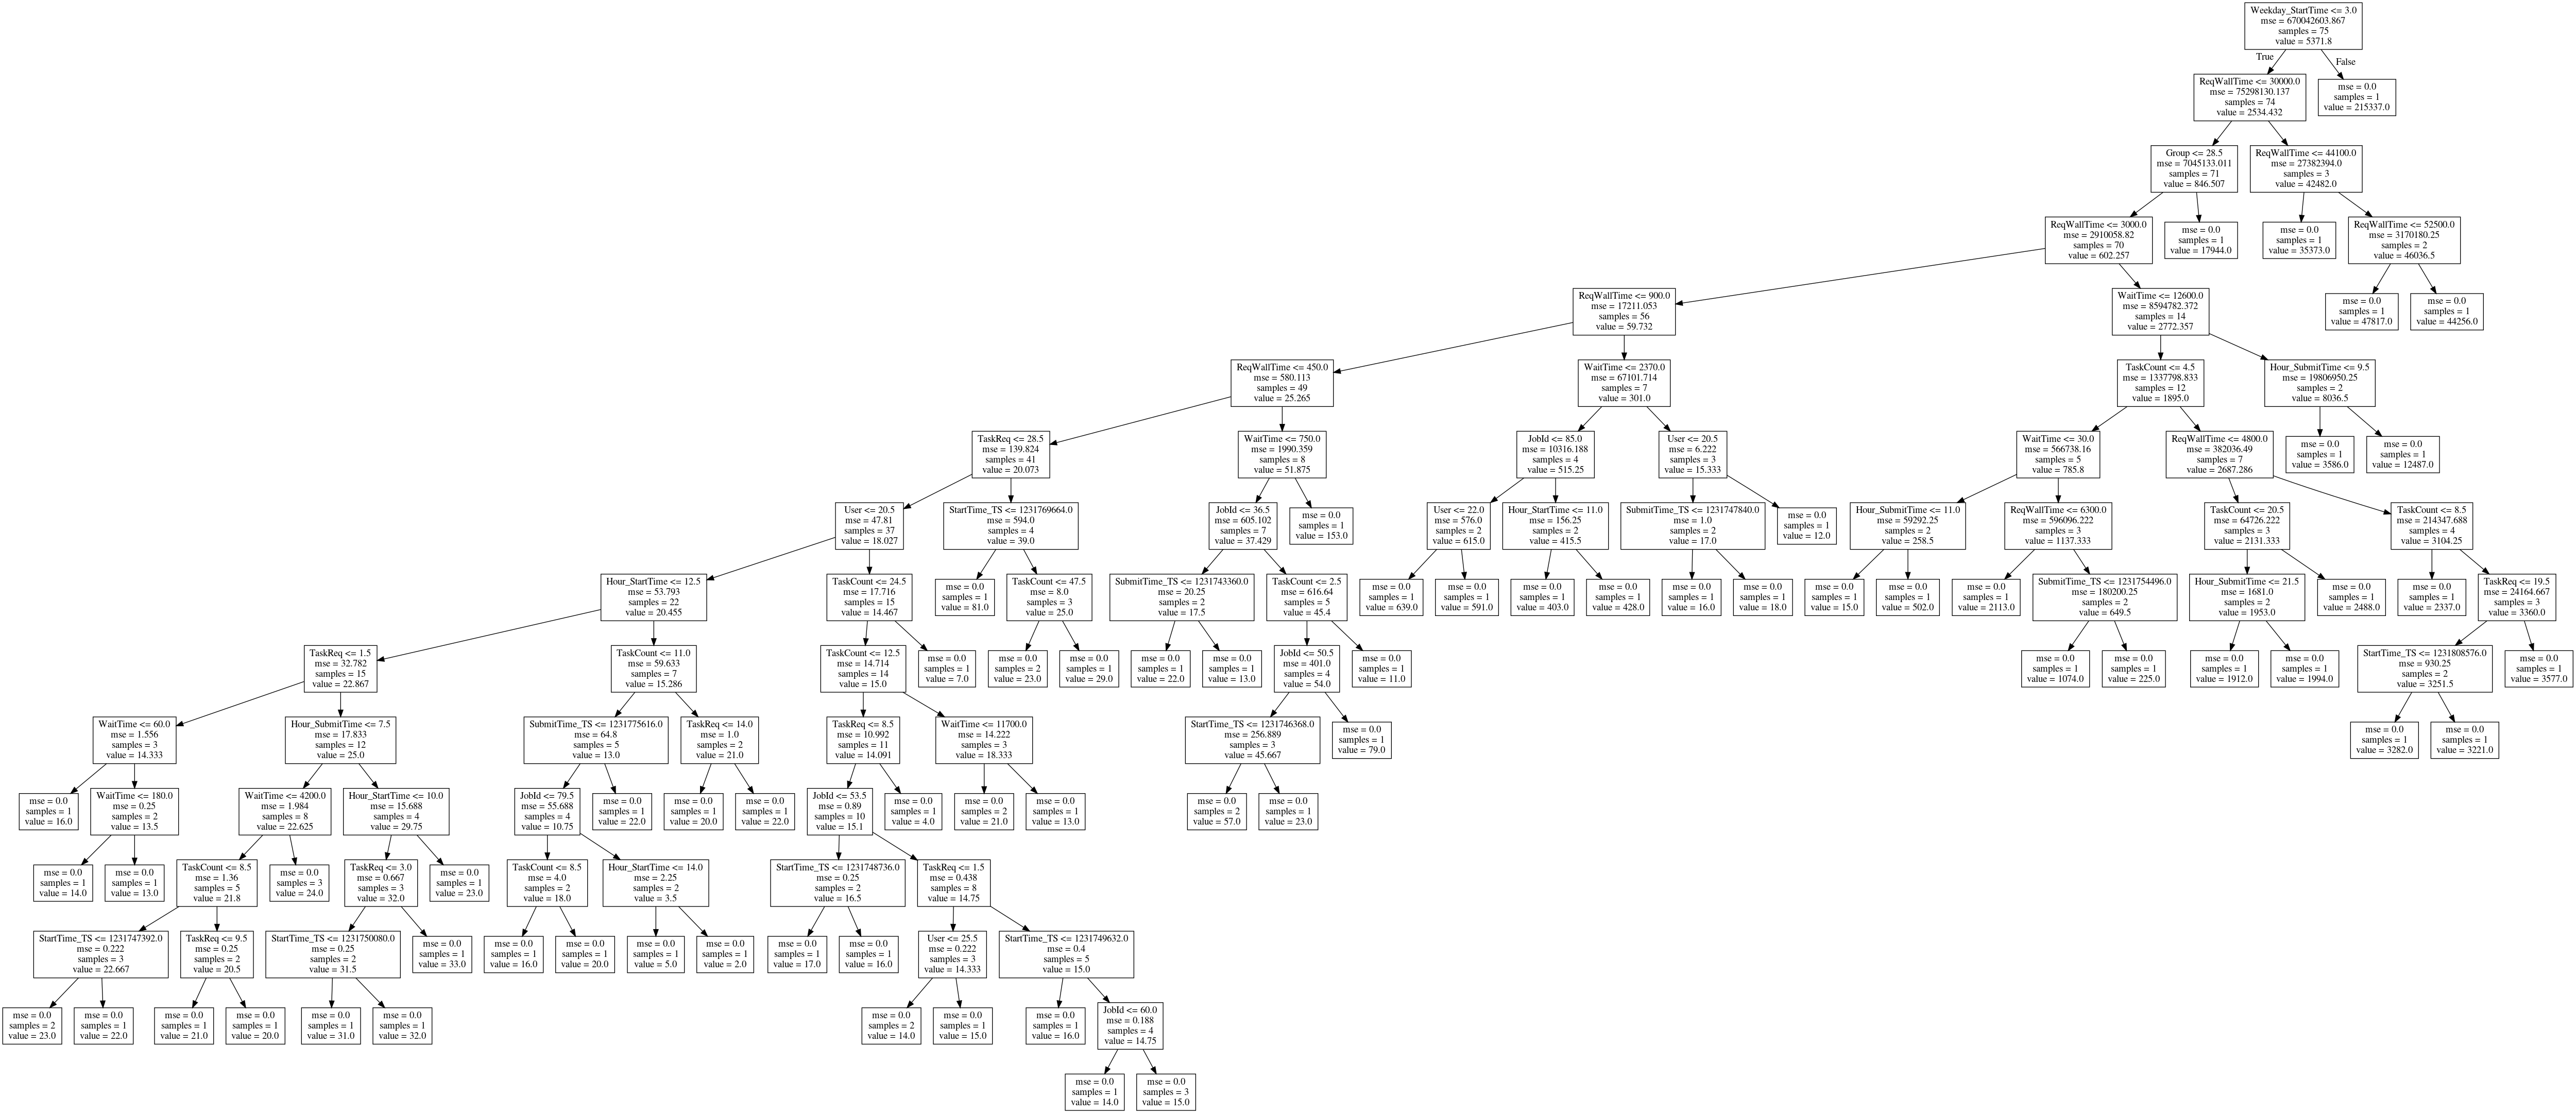 Weekday_StartTime <= 3.0
mse = 670042603.867
samples = 75
value = 5371.8
True
False
ReqWallTime <= 30000.0
mse = 75298130.137
samples = 74
value = 2534.432
mse = 0.0
samples = 1
value = 215337.0
Group <= 28.5
mse = 7045133.011
samples = 71
value = 846.507
ReqWallTime <= 44100.0
mse = 27382394.0
samples = 3
value = 42482.0
ReqWallTime <= 3000.0
mse = 2910058.82
samples = 70
value = 602.257
mse = 0.0
samples = 1
value = 17944.0
mse = 0.0
samples = 1
value = 35373.0
ReqWallTime <= 52500.0
mse = 3170180.25
samples = 2
value = 46036.5
ReqWallTime <= 900.0
mse = 17211.053
samples = 56
value = 59.732
WaitTime <= 12600.0
mse = 8594782.372
samples = 14
value = 2772.357
mse = 0.0
samples = 1
value = 47817.0
mse = 0.0
samples = 1
value = 44256.0
ReqWallTime <= 450.0
mse = 580.113
samples = 49
value = 25.265
WaitTime <= 2370.0
mse = 67101.714
samples = 7
value = 301.0
TaskCount <= 4.5
mse = 1337798.833
samples = 12
value = 1895.0
Hour_SubmitTime <= 9.5
mse = 19806950.25
samples = 2
value = 8036.5
TaskReq <= 28.5
mse = 139.824
samples = 41
value = 20.073
WaitTime <= 750.0
mse = 1990.359
samples = 8
value = 51.875
JobId <= 85.0
mse = 10316.188
samples = 4
value = 515.25
User <= 20.5
mse = 6.222
samples = 3
value = 15.333
WaitTime <= 30.0
mse = 566738.16
samples = 5
value = 785.8
ReqWallTime <= 4800.0
mse = 382036.49
samples = 7
value = 2687.286
mse = 0.0
samples = 1
value = 3586.0
mse = 0.0
samples = 1
value = 12487.0
User <= 20.5
mse = 47.81
samples = 37
value = 18.027
StartTime_TS <= 1231769664.0
mse = 594.0
samples = 4
value = 39.0
JobId <= 36.5
mse = 605.102
samples = 7
value = 37.429
mse = 0.0
samples = 1
value = 153.0
User <= 22.0
mse = 576.0
samples = 2
value = 615.0
Hour_StartTime <= 11.0
mse = 156.25
samples = 2
value = 415.5
SubmitTime_TS <= 1231747840.0
mse = 1.0
samples = 2
value = 17.0
mse = 0.0
samples = 1
value = 12.0
Hour_SubmitTime <= 11.0
mse = 59292.25
samples = 2
value = 258.5
ReqWallTime <= 6300.0
mse = 596096.222
samples = 3
value = 1137.333
TaskCount <= 20.5
mse = 64726.222
samples = 3
value = 2131.333
TaskCount <= 8.5
mse = 214347.688
samples = 4
value = 3104.25
Hour_StartTime <= 12.5
mse = 53.793
samples = 22
value = 20.455
TaskCount <= 24.5
mse = 17.716
samples = 15
value = 14.467
mse = 0.0
samples = 1
value = 81.0
TaskCount <= 47.5
mse = 8.0
samples = 3
value = 25.0
SubmitTime_TS <= 1231743360.0
mse = 20.25
samples = 2
value = 17.5
TaskCount <= 2.5
mse = 616.64
samples = 5
value = 45.4
mse = 0.0
samples = 1
value = 639.0
mse = 0.0
samples = 1
value = 591.0
mse = 0.0
samples = 1
value = 403.0
mse = 0.0
samples = 1
value = 428.0
mse = 0.0
samples = 1
value = 16.0
mse = 0.0
samples = 1
value = 18.0
mse = 0.0
samples = 1
value = 15.0
mse = 0.0
samples = 1
value = 502.0
mse = 0.0
samples = 1
value = 2113.0
SubmitTime_TS <= 1231754496.0
mse = 180200.25
samples = 2
value = 649.5
Hour_SubmitTime <= 21.5
mse = 1681.0
samples = 2
value = 1953.0
mse = 0.0
samples = 1
value = 2488.0
mse = 0.0
samples = 1
value = 2337.0
TaskReq <= 19.5
mse = 24164.667
samples = 3
value = 3360.0
TaskReq <= 1.5
mse = 32.782
samples = 15
value = 22.867
TaskCount <= 11.0
mse = 59.633
samples = 7
value = 15.286
TaskCount <= 12.5
mse = 14.714
samples = 14
value = 15.0
mse = 0.0
samples = 1
value = 7.0
mse = 0.0
samples = 2
value = 23.0
mse = 0.0
samples = 1
value = 29.0
mse = 0.0
samples = 1
value = 22.0
mse = 0.0
samples = 1
value = 13.0
JobId <= 50.5
mse = 401.0
samples = 4
value = 54.0
mse = 0.0
samples = 1
value = 11.0
mse = 0.0
samples = 1
value = 1074.0
mse = 0.0
samples = 1
value = 225.0
mse = 0.0
samples = 1
value = 1912.0
mse = 0.0
samples = 1
value = 1994.0
StartTime_TS <= 1231808576.0
mse = 930.25
samples = 2
value = 3251.5
mse = 0.0
samples = 1
value = 3577.0
WaitTime <= 60.0
mse = 1.556
samples = 3
value = 14.333
Hour_SubmitTime <= 7.5
mse = 17.833
samples = 12
value = 25.0
SubmitTime_TS <= 1231775616.0
mse = 64.8
samples = 5
value = 13.0
TaskReq <= 14.0
mse = 1.0
samples = 2
value = 21.0
TaskReq <= 8.5
mse = 10.992
samples = 11
value = 14.091
WaitTime <= 11700.0
mse = 14.222
samples = 3
value = 18.333
StartTime_TS <= 1231746368.0
mse = 256.889
samples = 3
value = 45.667
mse = 0.0
samples = 1
value = 79.0
mse = 0.0
samples = 1
value = 3282.0
mse = 0.0
samples = 1
value = 3221.0
mse = 0.0
samples = 1
value = 16.0
WaitTime <= 180.0
mse = 0.25
samples = 2
value = 13.5
WaitTime <= 4200.0
mse = 1.984
samples = 8
value = 22.625
Hour_StartTime <= 10.0
mse = 15.688
samples = 4
value = 29.75
JobId <= 79.5
mse = 55.688
samples = 4
value = 10.75
mse = 0.0
samples = 1
value = 22.0
mse = 0.0
samples = 1
value = 20.0
mse = 0.0
samples = 1
value = 22.0
JobId <= 53.5
mse = 0.89
samples = 10
value = 15.1
mse = 0.0
samples = 1
value = 4.0
mse = 0.0
samples = 2
value = 21.0
mse = 0.0
samples = 1
value = 13.0
mse = 0.0
samples = 2
value = 57.0
mse = 0.0
samples = 1
value = 23.0
mse = 0.0
samples = 1
value = 14.0
mse = 0.0
samples = 1
value = 13.0
TaskCount <= 8.5
mse = 1.36
samples = 5
value = 21.8
mse = 0.0
samples = 3
value = 24.0
TaskReq <= 3.0
mse = 0.667
samples = 3
value = 32.0
mse = 0.0
samples = 1
value = 23.0
TaskCount <= 8.5
mse = 4.0
samples = 2
value = 18.0
Hour_StartTime <= 14.0
mse = 2.25
samples = 2
value = 3.5
StartTime_TS <= 1231748736.0
mse = 0.25
samples = 2
value = 16.5
TaskReq <= 1.5
mse = 0.438
samples = 8
value = 14.75
StartTime_TS <= 1231747392.0
mse = 0.222
samples = 3
value = 22.667
TaskReq <= 9.5
mse = 0.25
samples = 2
value = 20.5
StartTime_TS <= 1231750080.0
mse = 0.25
samples = 2
value = 31.5
mse = 0.0
samples = 1
value = 33.0
mse = 0.0
samples = 1
value = 16.0
mse = 0.0
samples = 1
value = 20.0
mse = 0.0
samples = 1
value = 5.0
mse = 0.0
samples = 1
value = 2.0
mse = 0.0
samples = 1
value = 17.0
mse = 0.0
samples = 1
value = 16.0
User <= 25.5
mse = 0.222
samples = 3
value = 14.333
StartTime_TS <= 1231749632.0
mse = 0.4
samples = 5
value = 15.0
mse = 0.0
samples = 2
value = 23.0
mse = 0.0
samples = 1
value = 22.0
mse = 0.0
samples = 1
value = 21.0
mse = 0.0
samples = 1
value = 20.0
mse = 0.0
samples = 1
value = 31.0
mse = 0.0
samples = 1
value = 32.0
mse = 0.0
samples = 2
value = 14.0
mse = 0.0
samples = 1
value = 15.0
mse = 0.0
samples = 1
value = 16.0
JobId <= 60.0
mse = 0.188
samples = 4
value = 14.75
mse = 0.0
samples = 1
value = 14.0
mse = 0.0
samples = 3
value = 15.0